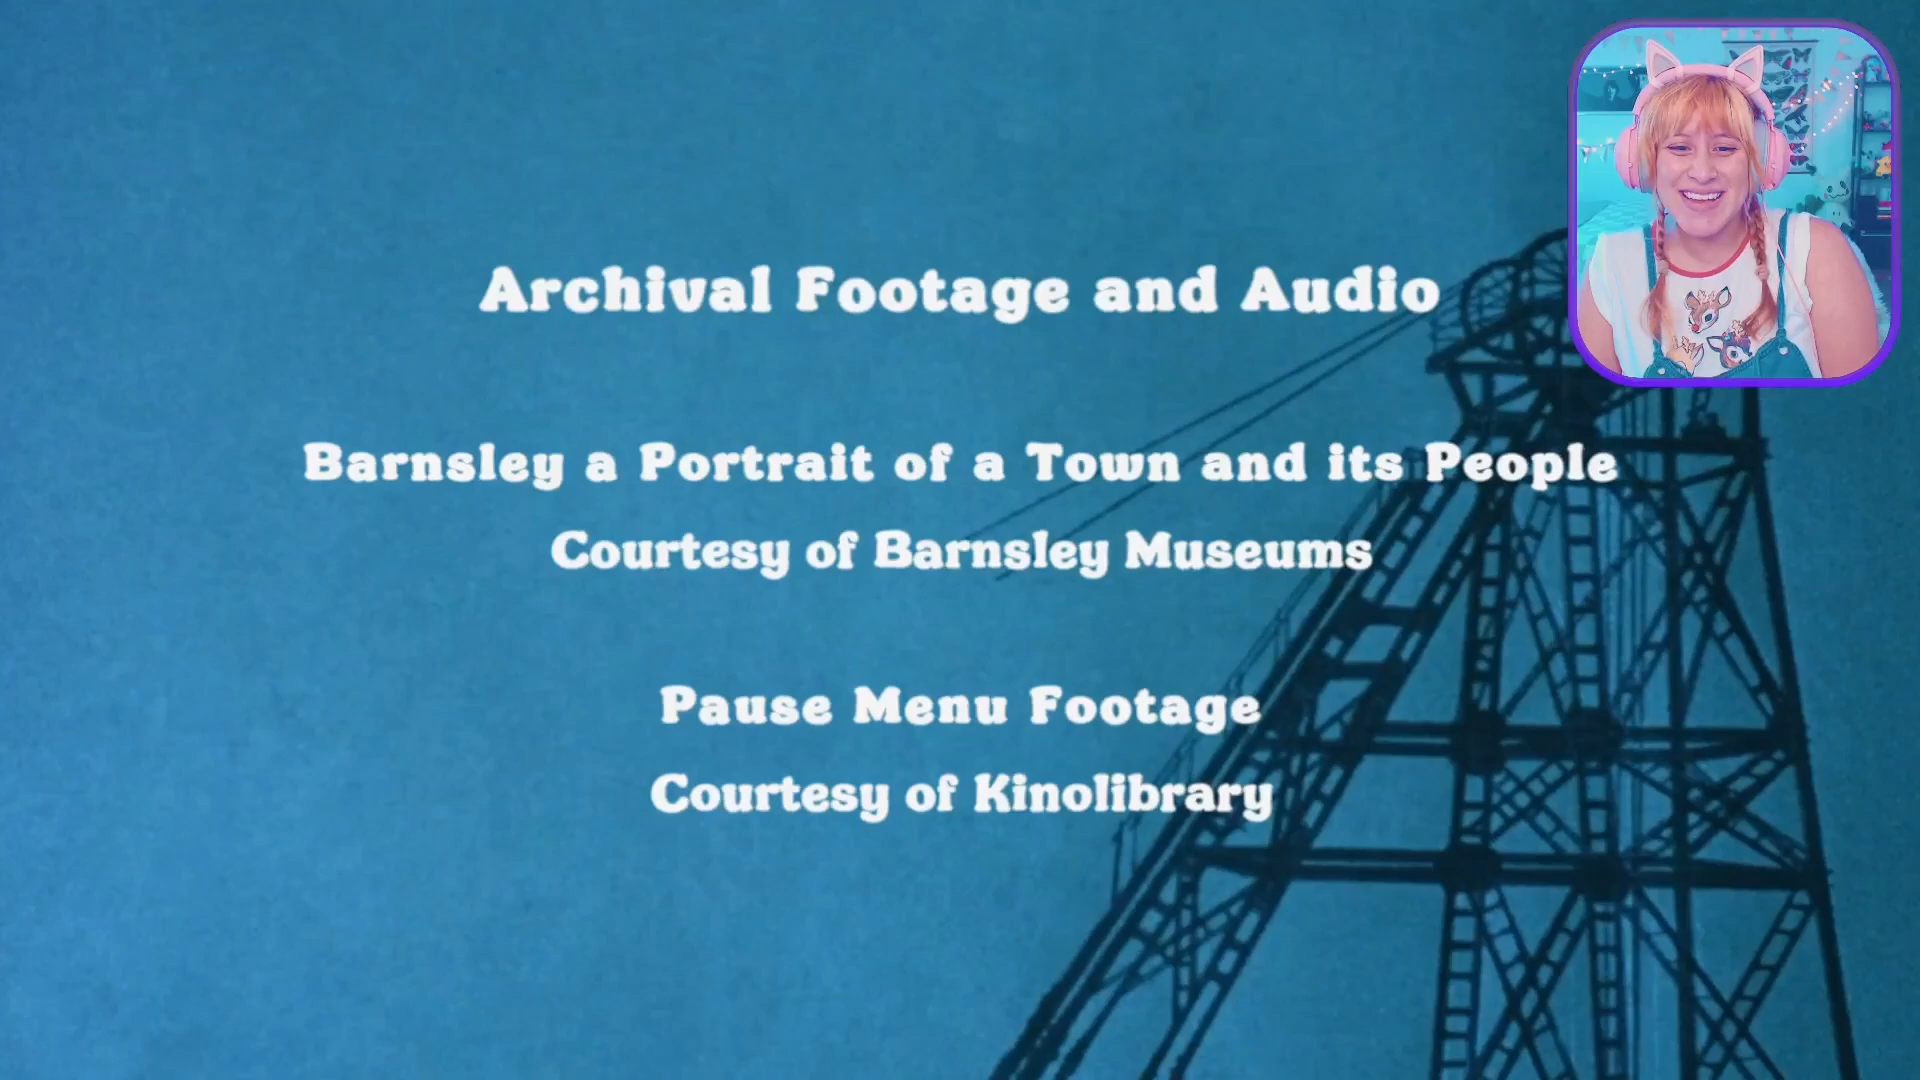 Archival Footage and Audio
Barnsley a Portrait of a Town and its People
Courtesy of Barnsley Museums
Pause Menu Footage
Courtesy of Kinolibrary